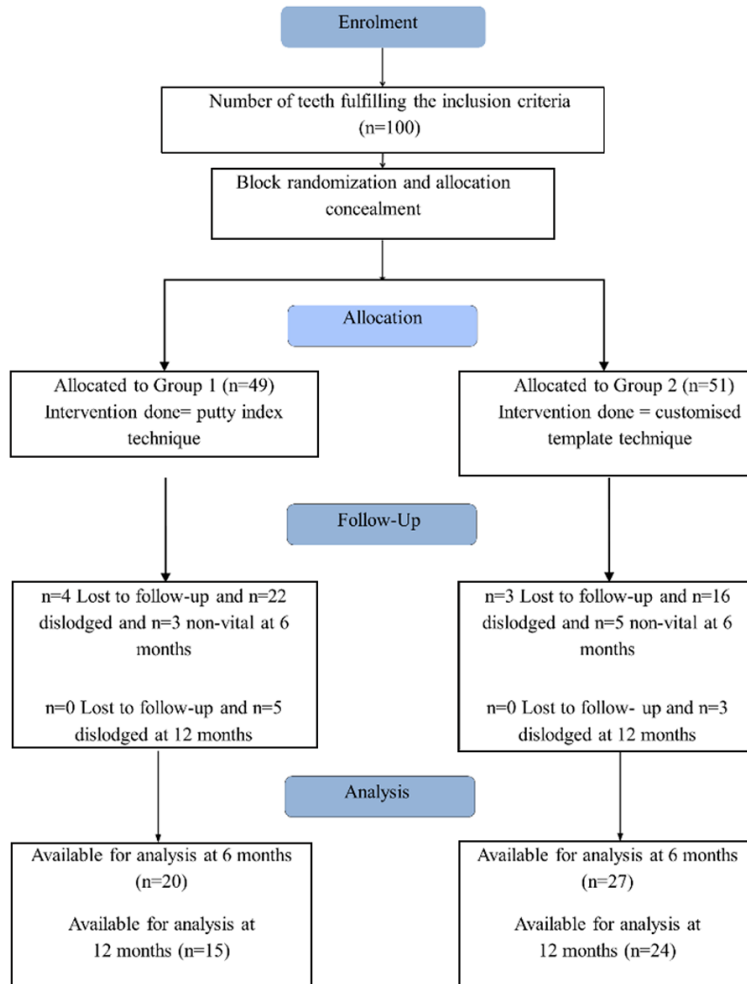 Enrolment
Number of teeth fulfilling the inclusion criteria
(n=100)
Block randomization and allocation
concealment
Allocation
Allocated to Group 1 (n=49)
Intervention done= putty index
technique
Allocated to Group 2 (n=51)
Intervention done = customised
template technique
Follow-Up
n=4 Lost to follow-up and n=22
dislodged and n=3 non-vital at 6
months
n=0 Lost to follow-up and n=5
dislodged at 12 months
n=3 Lost to follow-up and n=16
dislodged and n=5 non-vital at 6
months
n=0 Lost to follow- up and n=3
dislodged at 12 months
Analysis
Available for analysis at 6 months
(n=20)
Available for analysis at
12 months (n=15)
Available for analysis at 6 months
(n=27)
Available for analysis at
12 months (n=24)